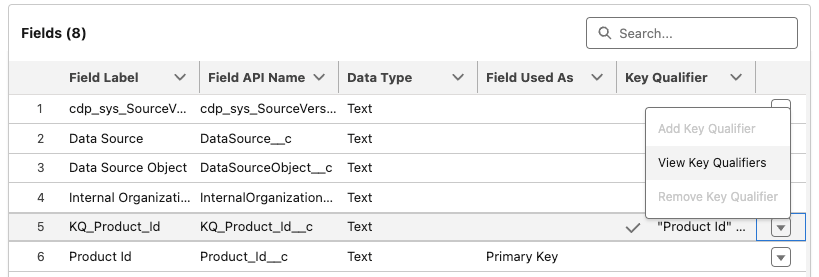 Fields (8)
Search...
Field Label Field API Name Data Type Field Used As Key Qualifier
1 cdp_sys_SourceV... cdp_sys_SourceVers... Text
Add Key Qualifier
2 Data Source DataSource__c Text
View Key Qualifiers
3 Data Source Object DataSourceObject__c Text
Remove Key Qualifier
4 Internal Organizati... InternalOrganization... Text
5 KQ_Product_Id KQ_Product_Id__c Text "Product Id" ...
6 Product Id Product_Id__c Text Primary Key